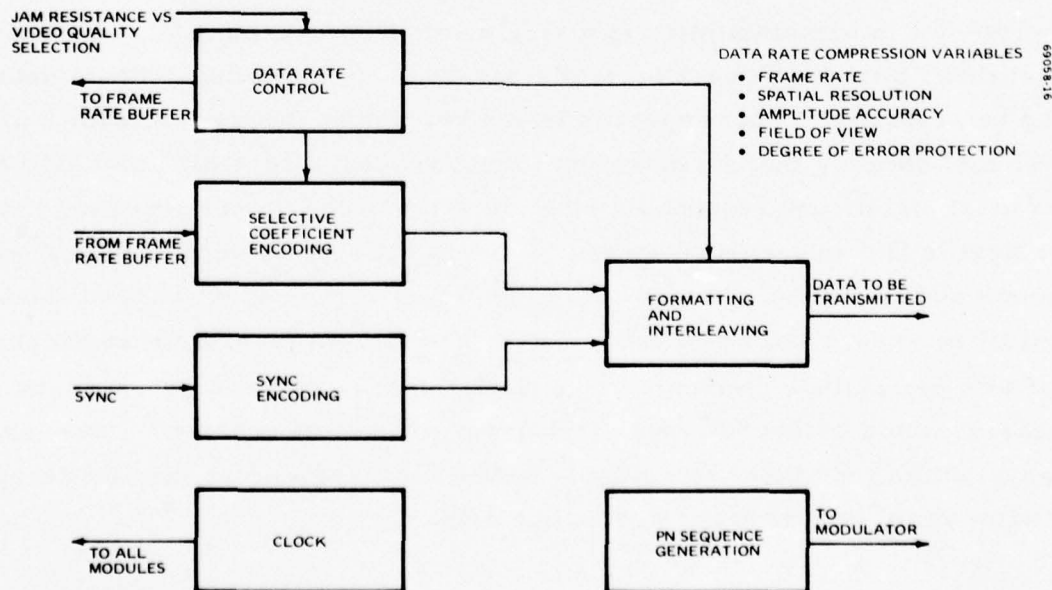 JAM RESISTANCE VS
VIDEO QUALITY
SELECTION
DATA RATE
CONTROL
TO FRAME
RATE BUFFER
DATA RATE COMPRESSION VARIABLES
• FRAME RATE
• SPATIAL RESOLUTION
• AMPLITUDE ACCURACY
• FIELD OF VIEW
• DEGREE OF ERROR PROTECTION
69058-16
SELECTIVE
COEFFICIENT
ENCODING
FROM FRAME
RATE BUFFER
FORMATTING
AND
INTERLEAVING
DATA TO BE
TRANSMITTED
SYNC
ENCODING
SYNC
CLOCK
TO ALL
MODULES
PN SEQUENCE
GENERATION
TO
MODULATOR